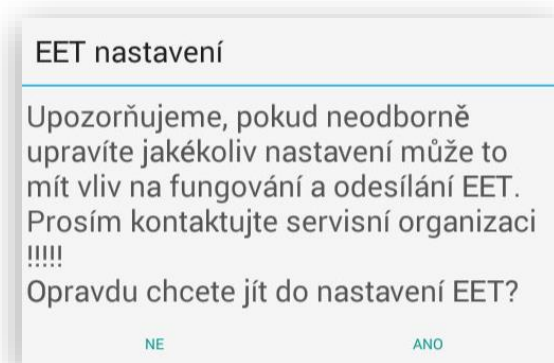 EET nastavení
Upozorňujeme, pokud neodborně
upravíte jakékoliv nastavení může to
mít vliv na fungování a odesílání EET.
Prosím kontaktujte servisní organizaci
!!!!!
Opravdu chcete jít do nastavení EET?
NE ANO